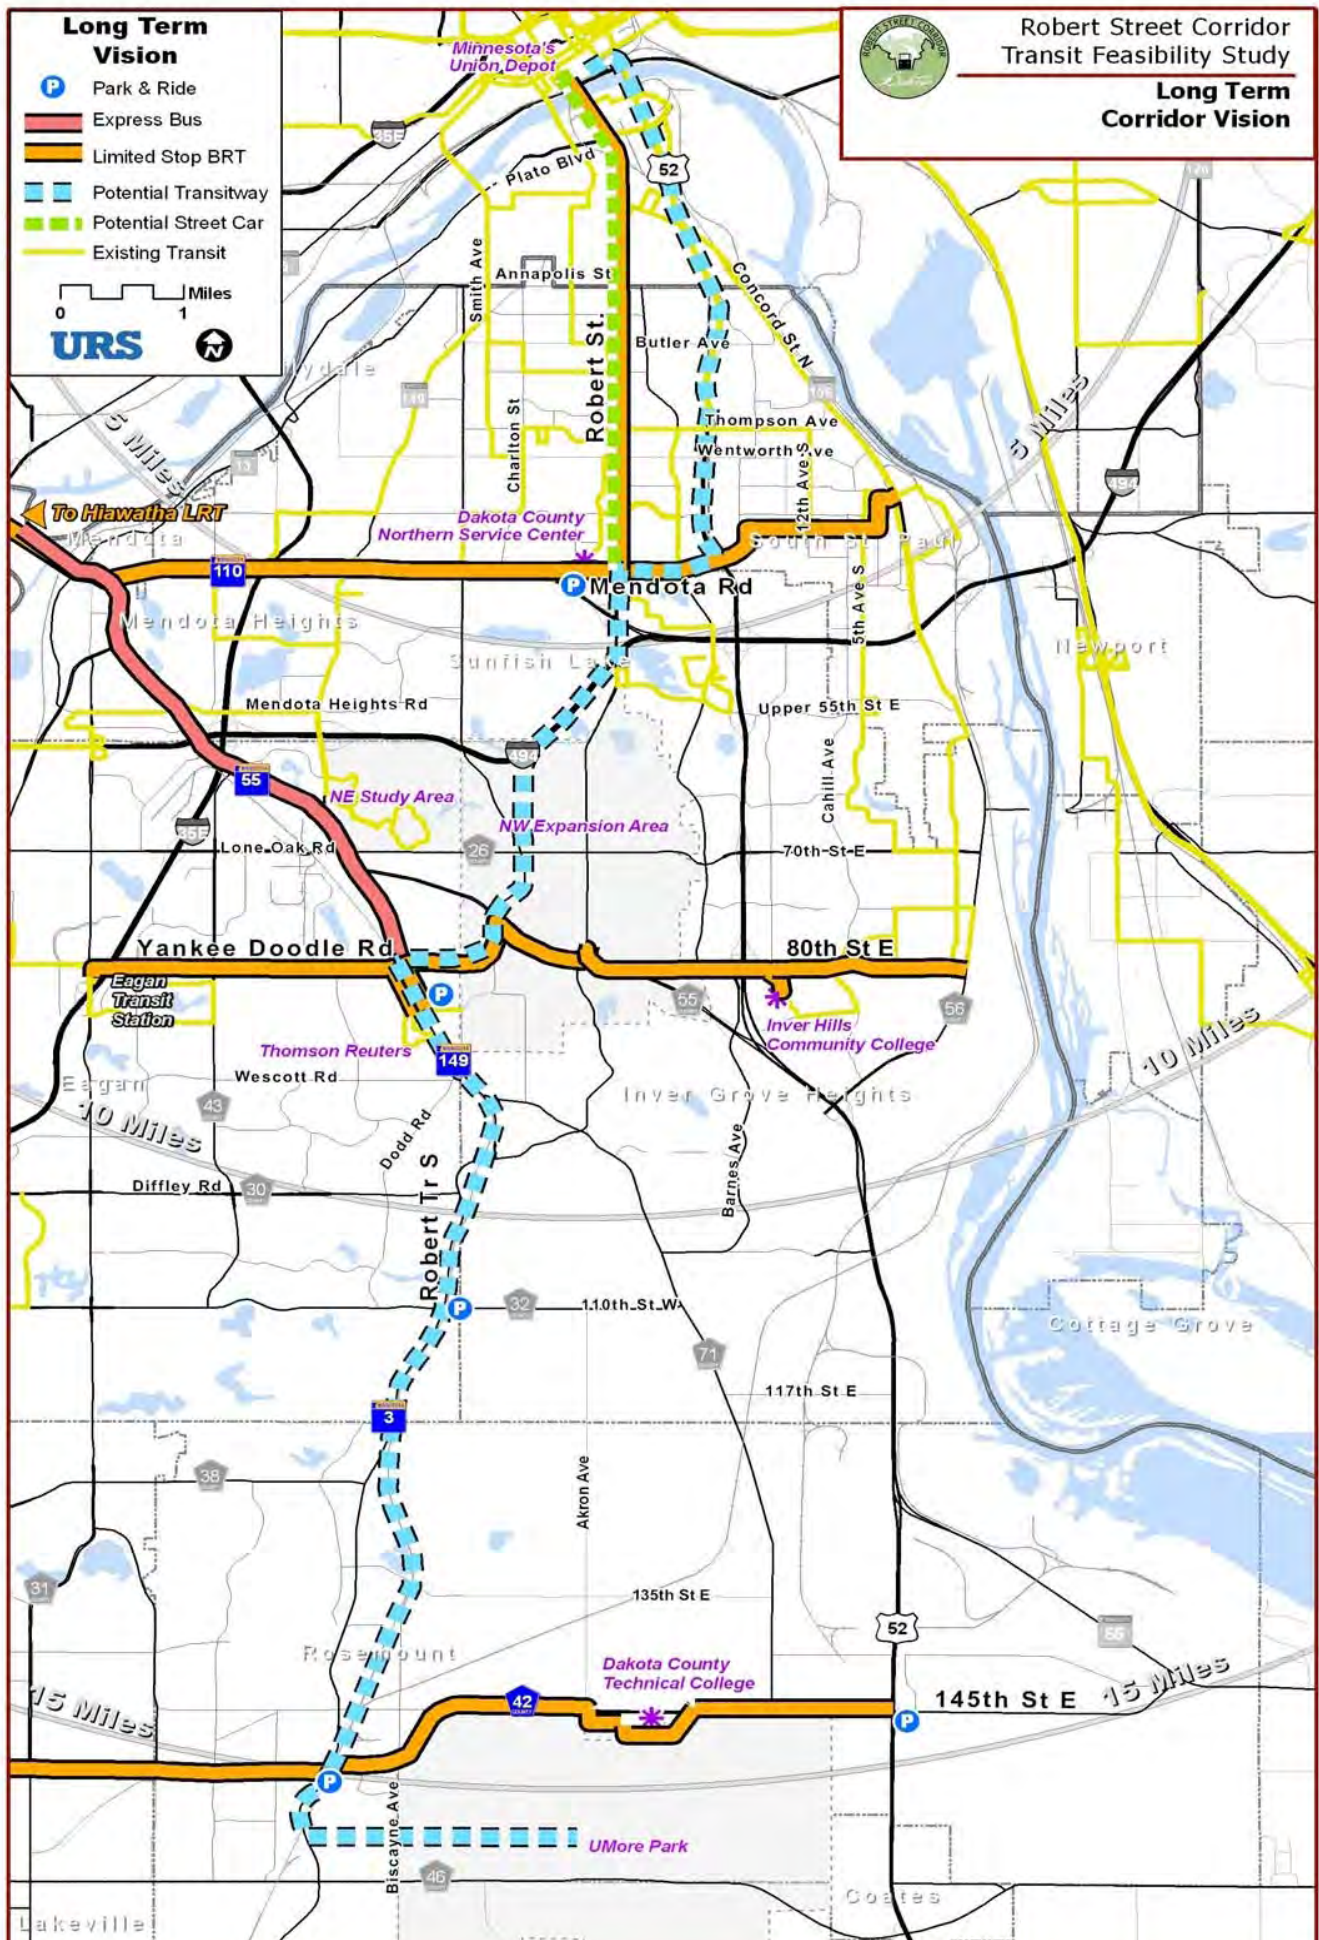 Long Term
Vision
P
Park & Ride
Express Bus
Limited Stop BRT
Potential Transitway
Potential Street Car
Existing Transit
Miles
0
1
URS
N
ROBERT STREET CORRIDOR
Robert Street Corridor
Transit Feasibility Study
Long Term
Corridor Vision
Minnesota's
Union Depot
35E
Plato Blvd
52
Smith Ave
Annapolis St
Concord St N
Robert St.
Butler Ave
5 Miles
5 Miles
Thompson Ave
Wentworth Ave
Charlton St
12th Ave S
13
494
To Hiawatha LRT
Mendota
Dakota County
Northern Service Center
South St. Paul
110
P
Mendota Rd
5th Ave S
Mendota Heights
Sunfish Lake
Newport
Mendota Heights Rd
Upper 55th St E
494
55
Cahill Ave
NE Study Area
NW Expansion Area
35E
Lone Oak Rd
26
70th St E
Yankee Doodle Rd
80th St E
Eagan
Transit
Station
P
55
56
Inver Hills
Community College
10 Miles
Thomson Reuters
149
Eagan
Wescott Rd
Inver Grove Heights
43
10 Miles
Dodd Rd
Barnes Ave
Diffley Rd
30
Robert Tr S
P
32
110th St W
Cottage Grove
71
117th St E
3
38
Akron Ave
31
135th St E
52
55
Rosemount
Dakota County
Technical College
15 Miles
42
COUNTY
145th St E
15 Miles
P
P
Biscayne Ave
UMore Park
46
Coates
Lakeville